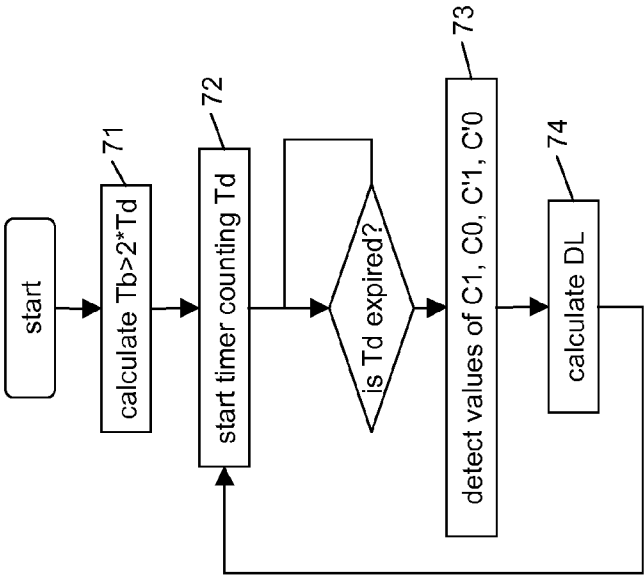 start
71
calculate Tb>2*Td
72
start timer counting Td
is Td expired?
73
detect values of C1, C0, C'1, C'0
74
calculate DL